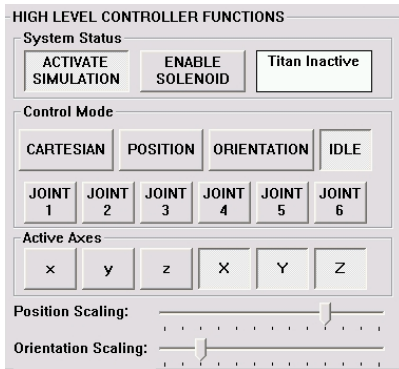 HIGH LEVEL CONTROLLER FUNCTIONS
System Status
ACTIVATE SIMULATION
ENABLE SOLENOID
Titan Inactive
Control Mode
CARTESIAN POSITION ORIENTATION IDLE
JOINT 1 JOINT 2 JOINT 3 JOINT 4 JOINT 5 JOINT 6
Active Axes
x y z X Y Z
Position Scaling:
Orientation Scaling: